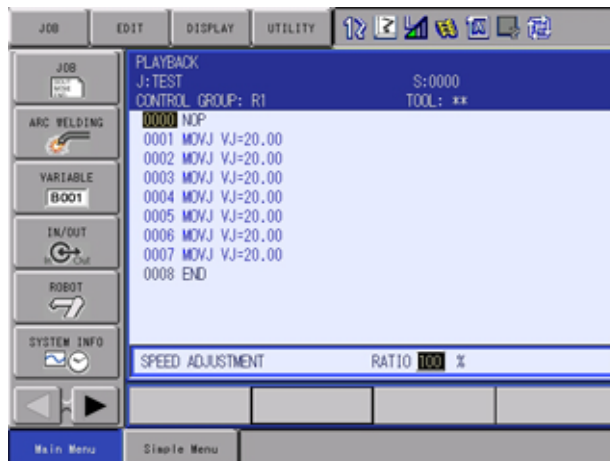 JOB EDIT DISPLAY UTILITY
JOB
ARC WELDING
VARIABLE
B001
IN/OUT
In Out
ROBOT
SYSTEM INFO
PLAYBACK
J:TEST S:0000
CONTROL GROUP: R1 TOOL: **
0000 NOP
0001 MOVJ VJ=20.00
0002 MOVJ VJ=20.00
0003 MOVJ VJ=20.00
0004 MOVJ VJ=20.00
0005 MOVJ VJ=20.00
0006 MOVJ VJ=20.00
0007 MOVJ VJ=20.00
0008 END
SPEED ADJUSTMENT RATIO 100 %
Main Menu Simple Menu